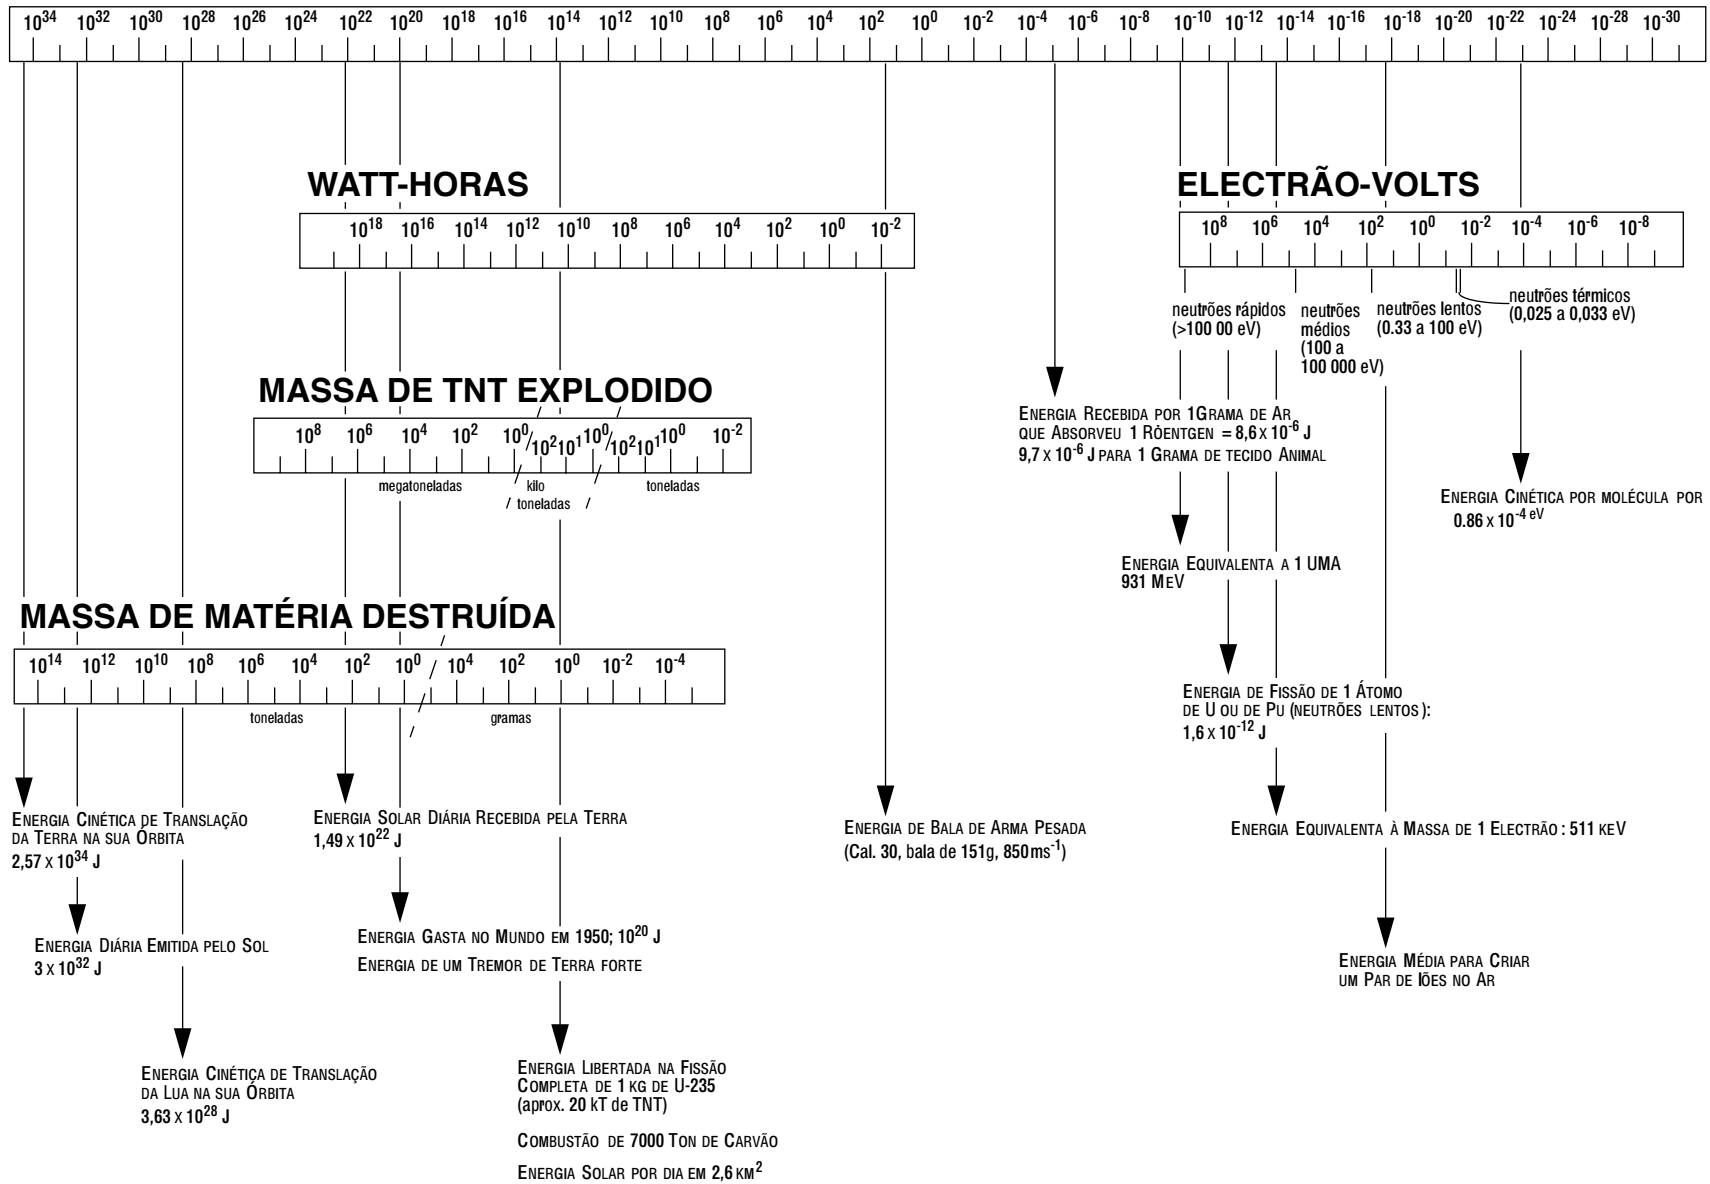 10^34 10^32 10^30 10^28 10^26 10^24 10^22 10^20 10^18 10^16 10^14 10^12 10^10 10^8 10^6 10^4 10^2 10^0 10^-2 10^-4 10^-6 10^-8 10^-10 10^-12 10^-14 10^-16 10^-18 10^-20 10^-22 10^-24 10^-28 10^-30
WATT-HORAS
10^18 10^16 10^14 10^12 10^10 10^8 10^6 10^4 10^2 10^0 10^-2
ELECTRÃO-VOLTS
10^8 10^6 10^4 10^2 10^0 10^-2 10^-4 10^-6 10^-8
neutrões rápidos
(>100 00 eV)
neutrões
médios
(100 a
100 000 eV)
neutrões lentos
(0.33 a 100 eV)
neutrões térmicos
(0,025 a 0,033 eV)
MASSA DE TNT EXPLODIDO
10^8 10^6 10^4 10^2 10^0 / 10^2 10^1 10^0 / 10^2 10^1 10^0 10^-2
megatoneladas
kilo
toneladas
toneladas
ENERGIA RECEBIDA POR 1GRAMA DE AR
QUE ABSORVEU 1 RÖENTGEN = 8,6 X 10^-6 J
9,7 X 10^-6 J PARA 1 GRAMA DE TECIDO ANIMAL
ENERGIA CINÉTICA POR MOLÉCULA POR
0.86 X 10^-4 eV
ENERGIA EQUIVALENTA A 1 UMA
931 MEV
MASSA DE MATÉRIA DESTRUÍDA
10^14 10^12 10^10 10^8 10^6 10^4 10^2 10^0 / 10^4 10^2 10^0 10^-2 10^-4
toneladas
gramas
ENERGIA DE FISSÃO DE 1 ÁTOMO
DE U OU DE PU (NEUTRÕES LENTOS):
1,6 X 10^-12 J
ENERGIA CINÉTICA DE TRANSLAÇÃO
DA TERRA NA SUA ÓRBITA
2,57 X 10^34 J
ENERGIA SOLAR DIÁRIA RECEBIDA PELA TERRA
1,49 X 10^22 J
ENERGIA DE BALA DE ARMA PESADA
(Cal. 30, bala de 151g, 850ms^-1)
ENERGIA EQUIVALENTA À MASSA DE 1 ELECTRÃO : 511 KEV
ENERGIA DIÁRIA EMITIDA PELO SOL
3 X 10^32 J
ENERGIA GASTA NO MUNDO EM 1950; 10^20 J
ENERGIA DE UM TREMOR DE TERRA FORTE
ENERGIA MÉDIA PARA CRIAR
UM PAR DE IÕES NO AR
ENERGIA CINÉTICA DE TRANSLAÇÃO
DA LUA NA SUA ÓRBITA
3,63 X 10^28 J
ENERGIA LIBERTADA NA FISSÃO
COMPLETA DE 1 KG DE U-235
(aprox. 20 kT de TNT)
COMBUSTÃO DE 7000 TON DE CARVÃO
ENERGIA SOLAR POR DIA EM 2,6 KM^2